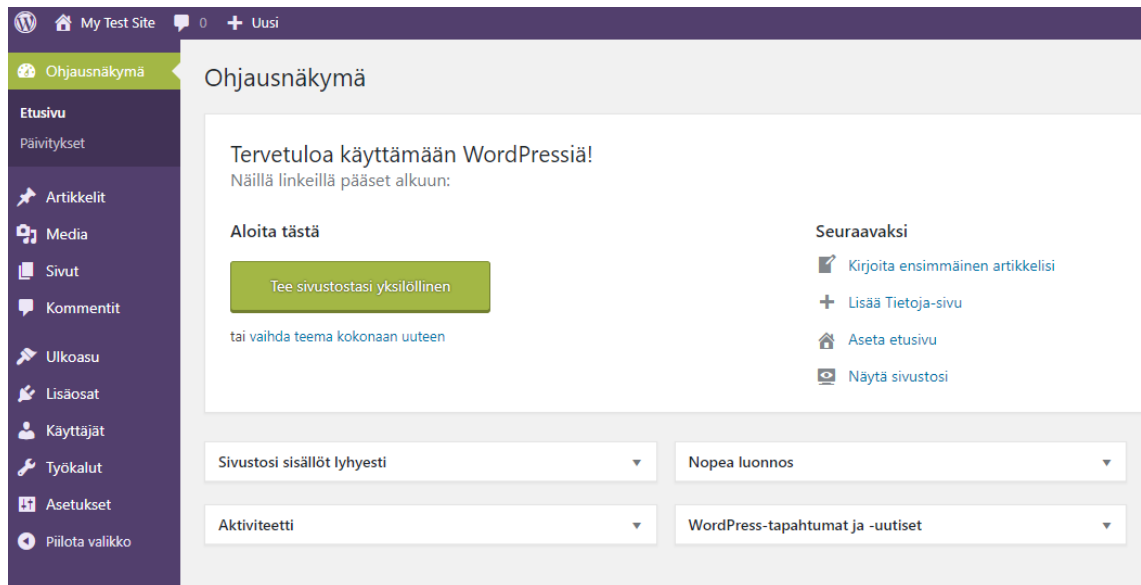 My Test Site 0 Uusi
Ohjausnäkymä
Etusivu
Päivitykset
Artikkelit
Media
Sivut
Kommentit
Ulkoasu
Lisäosat
Käyttäjät
Työkalut
Asetukset
Piilota valikko
Ohjausnäkymä
Tervetuloa käyttämään WordPressiä!
Näillä linkeillä pääset alkuun:
Aloita tästä
Tee sivustostasi yksilöllinen
tai vaihda teema kokonaan uuteen
Seuraavaksi
Kirjoita ensimmäinen artikkelisi
Lisää Tietoja-sivu
Aseta etusivu
Näytä sivustosi
Sivustosi sisällöt lyhyesti
Nopea luonnos
Aktiviteetti
WordPress-tapahtumat ja -uutiset